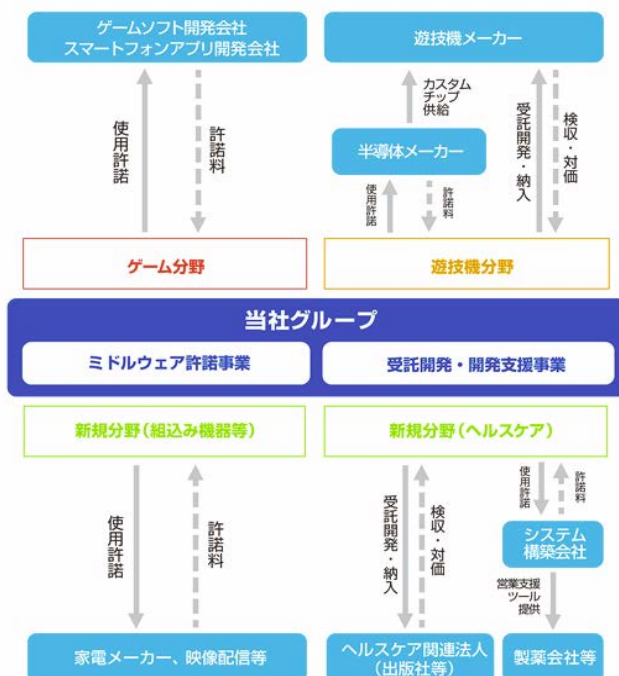 ゲームソフト開発会社
スマートフォンアプリ開発会社
遊技機メーカー
使用許諾
許諾料
カスタム
チップ
供給
半導体メーカー
使用許諾
許諾料
受託開発・納入
検収・対価
ゲーム分野
遊技機分野
当社グループ
ミドルウェア許諾事業
受託開発・開発支援事業
新規分野(組込み機器等)
新規分野(ヘルスケア)
使用許諾
許諾料
受託開発・納入
検収・対価
使用許諾
許諾料
システム
構築会社
営業支援
ツール
提供
家電メーカー、映像配信等
ヘルスケア関連法人
(出版社等)
製薬会社等